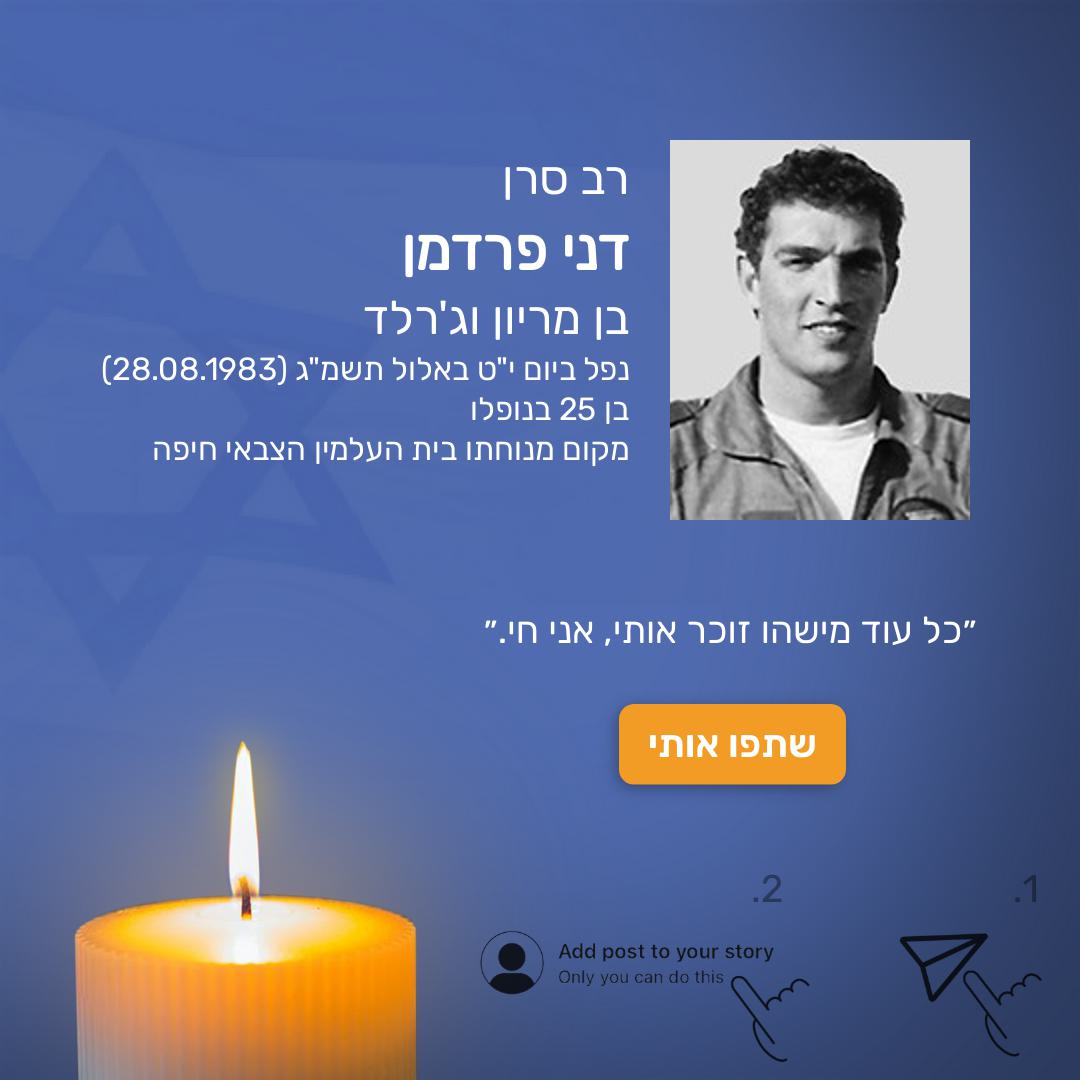 רב סרן
דני פרדמן
בן מריון וג'רלד
נפל ביום י"ט באלול תשמ"ג (28.08.1983)
בן 25 בנופלו
מקום מנוחתו בית העלמין הצבאי חיפה
״כל עוד מישהו זוכר אותי, אני חי.״
שתפו אותי
.1
.2
Add post to your story
Only you can do this